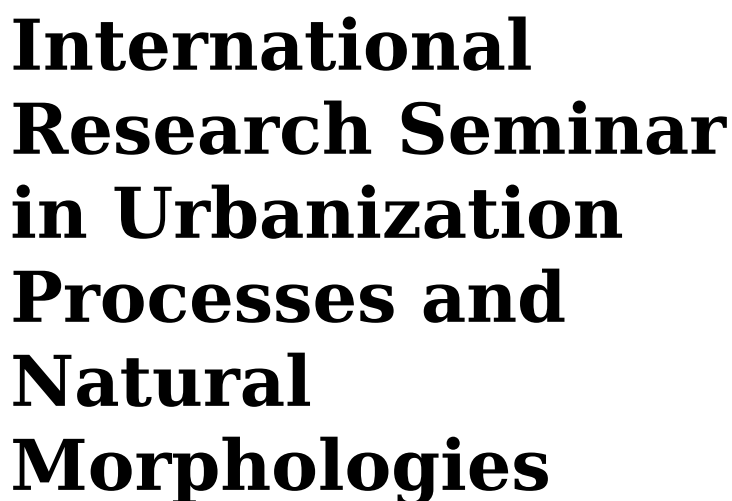 International
Research Seminar
in Urbanization
Processes and
Natural
Morphologies